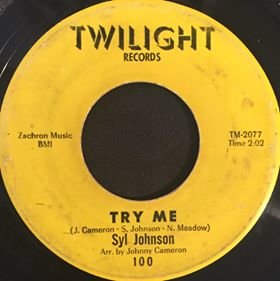 TWILIGHT
RECORDS
Zachron Music
BMI
TM-2077
Time 2:02
TRY ME
(J. Cameron - S. Johnson - N. Meadow)
Syl Johnson
Arr. by Johnny Cameron
100